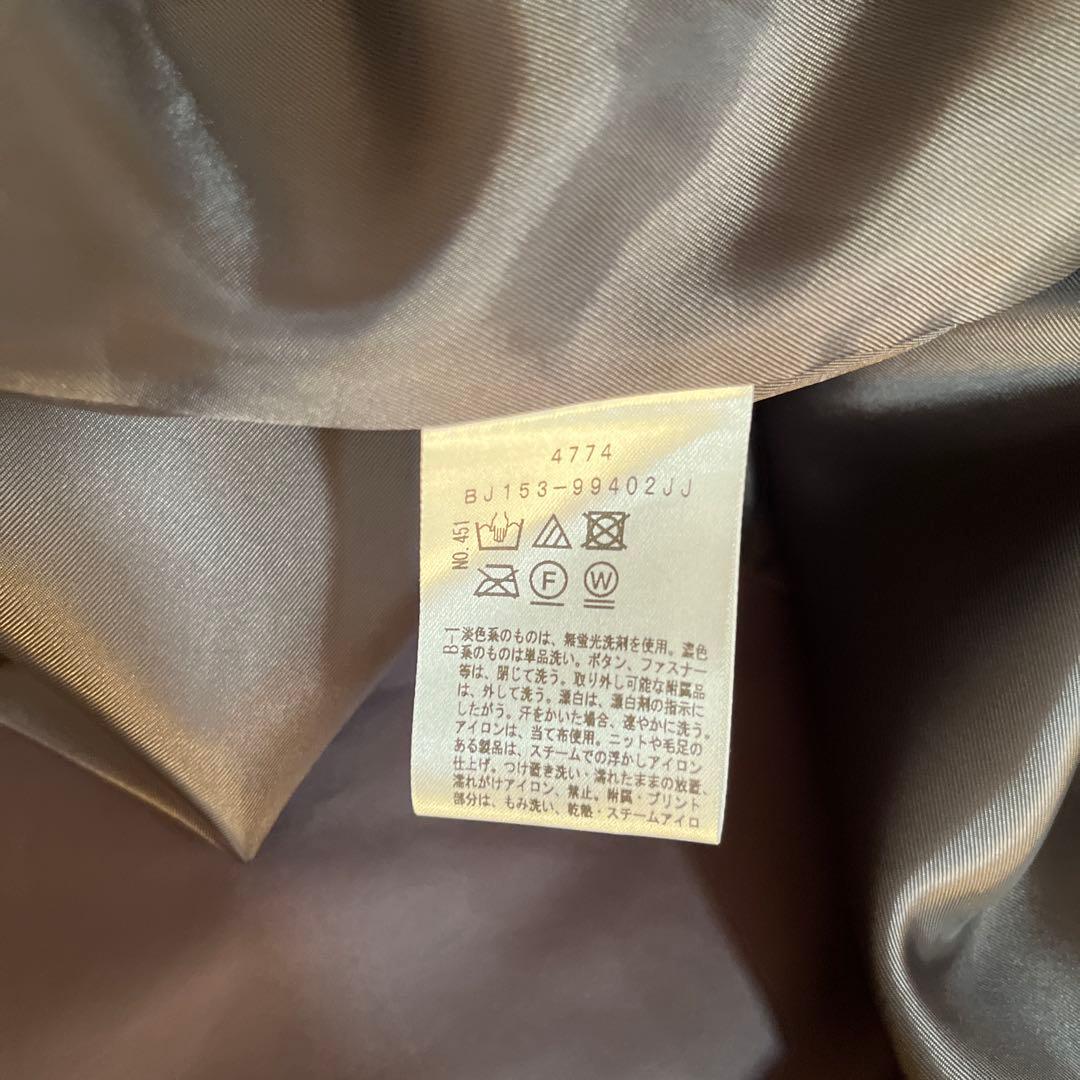 4774
BJ153-99402JJ
NO.451
F W
B-1
淡色系のものは、無蛍光洗剤を使用。濃色
系のものは単品洗い。ボタン、ファスナー
等は、閉じて洗う。取り外し可能な附属品
は、外して洗う。漂白は、漂白剤の指示に
したがう。汗をかいた場合、速やかに洗う。
アイロンは、当て布使用。ニットや毛足の
ある製品は、スチームでの浮かしアイロン
仕上げ。つけ置き洗い・濡れたままの放置、
濡れがけアイロン、禁止。附属・プリント
部分は、もみ洗い、乾熱・スチームアイロ